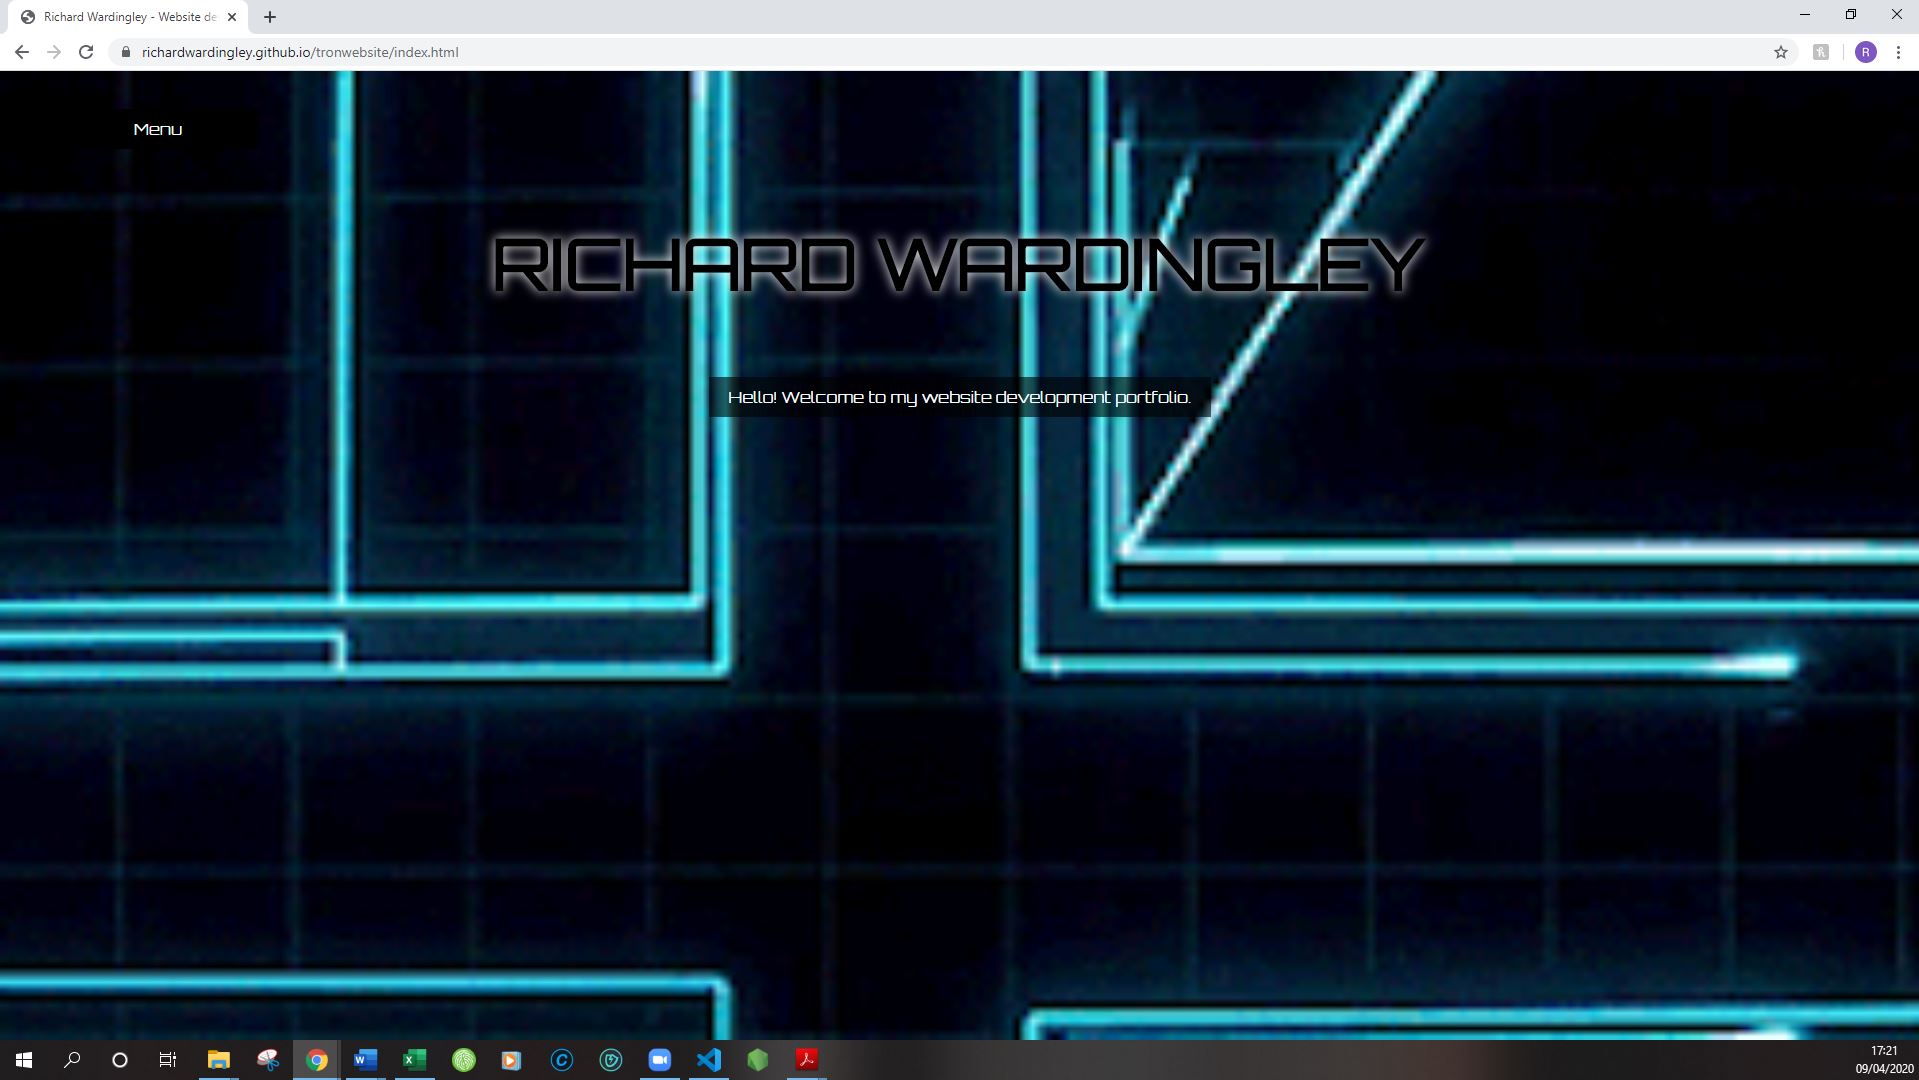 Richard Wardingley - Website de
richardwardingley.github.io/tronwebsite/index.html
R
Menu
RICHARD WARDINGLEY
Hello! Welcome to my website development portfolio.
17:21
09/04/2020